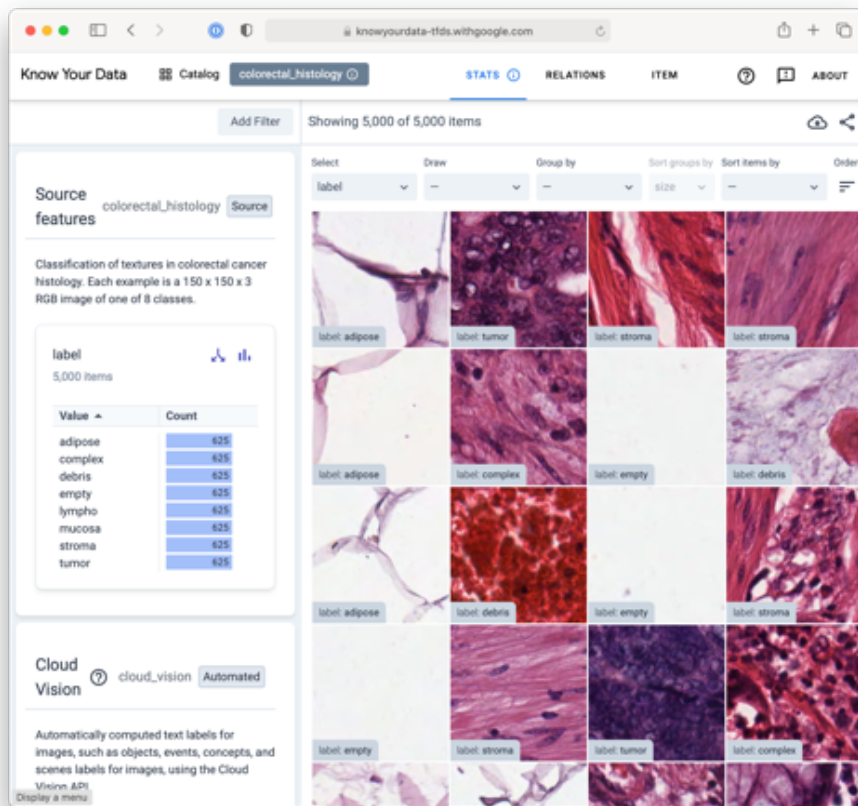 knowyourdata-tfds.withgoogle.com
Know Your Data Catalog colorectal_histology STATS RELATIONS ITEM ABOUT
Add Filter
Showing 5,000 of 5,000 items
Source features colorectal_histology Source
Classification of textures in colorectal cancer
histology. Each example is a 150 x 150 x 3
RGB image of one of 8 classes.
label
5,000 items
Value Count
adipose 625
complex 625
debris 625
empty 625
lympho 625
mucosa 625
stroma 625
tumor 625
Cloud Vision ? cloud_vision Automated
Automatically computed text labels for
images, such as objects, events, concepts, and
scenes labels for images, using the Cloud
Vision API
Display a menu
Select Draw Group by Sort groups by Sort items by Order
label – – size –
label: adipose label: tumor label: stroma label: stroma
label: adipose label: complex label: empty label: debris
label: adipose label: debris label: empty label: stroma
label: empty label: stroma label: tumor label: complex